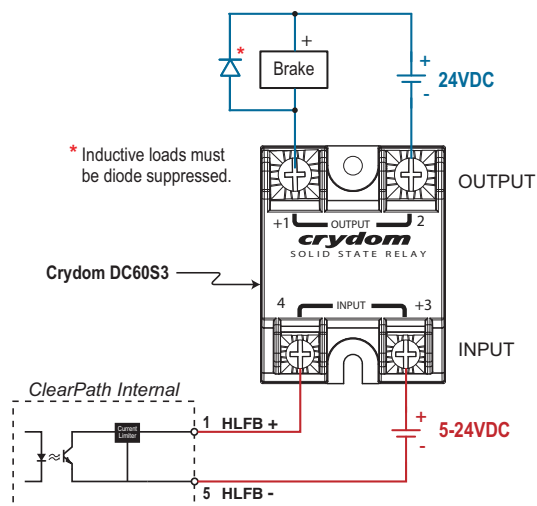 +
*
Brake
+
24VDC
-
* Inductive loads must
be diode suppressed.
OUTPUT
+1 OUTPUT 2
crydom
SOLID STATE RELAY
Crydom DC60S3
4 INPUT +3
INPUT
ClearPath Internal
Current
Limiter
1 HLFB +
+
5-24VDC
-
5 HLFB -